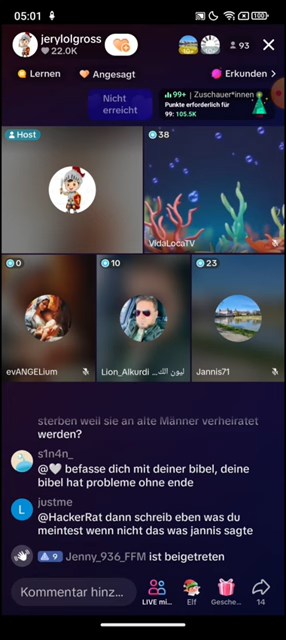 05:01
100
jerylolgross
22.0K
93
Lernen
Angesagt
Erkunden
Nicht
erreicht
99+ | Zuschauer*innen
Punkte erforderlich für
99: 105.5K
Host
38
VidaLocaTV
0
10
23
evANGELium
Lion_Alkurdi ...ليون الك
Jannis71
sterben weil sie an alte Männer verheiratet
werden?
s1n4n_
@🤍 befasse dich mit deiner bibel, deine
bibel hat probleme ohne ende
L
justme
@HackerRat dann schreib eben was du
meintest wenn nicht das was jannis sagte
9 Jenny_936_FFM ist beigetreten
Kommentar hinz...
LIVE mi...
Elf
Gesche...
14